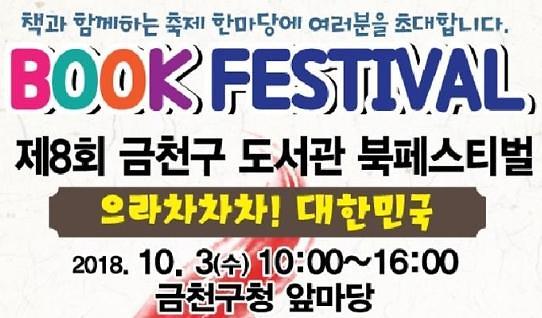 책과 함께하는 축제 한마당에 여러분을 초대합니다.
BOOK FESTIVAL
제8회 금천구 도서관 북페스티벌
으라차차차! 대한민국
2018. 10. 3(수) 10:00~16:00
금천구청 앞마당